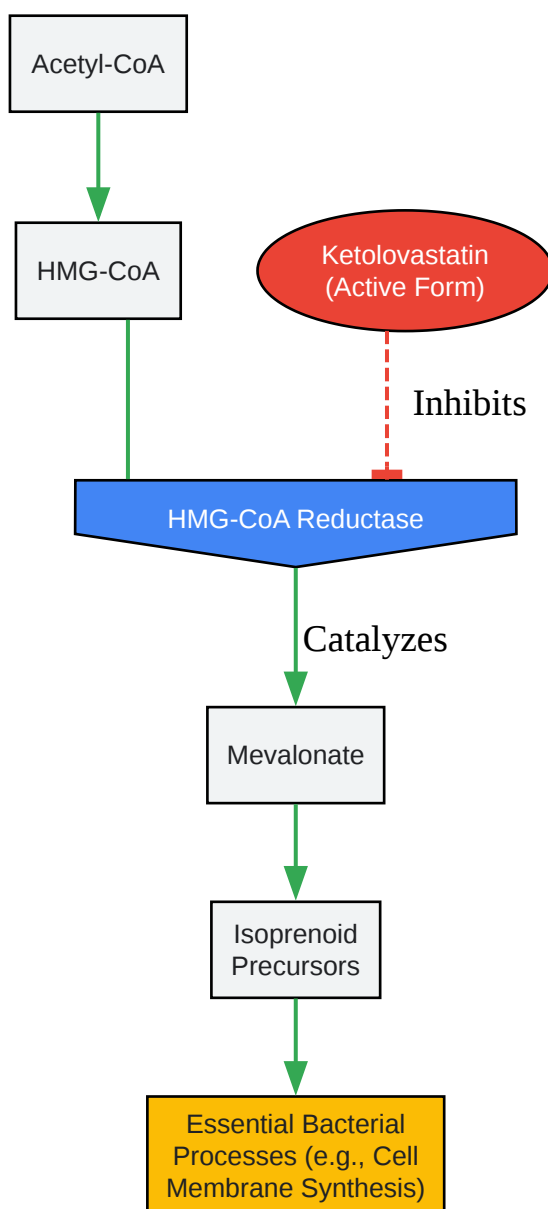 Acetyl-CoA
HMG-CoA
Ketolovastatin
(Active Form)
Inhibits
HMG-CoA Reductase
Catalyzes
Mevalonate
Isoprenoid
Precursors
Essential Bacterial
Processes (e.g., Cell
Membrane Synthesis)